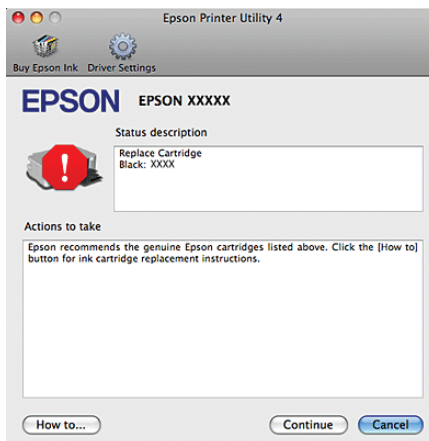 Epson Printer Utility 4
Buy Epson Ink Driver Settings
EPSON EPSON XXXXX
Status description
Replace Cartridge
Black: XXXX
Actions to take
Epson recommends the genuine Epson cartridges listed above. Click the [How to]
button for ink cartridge replacement instructions.
How to... Continue Cancel